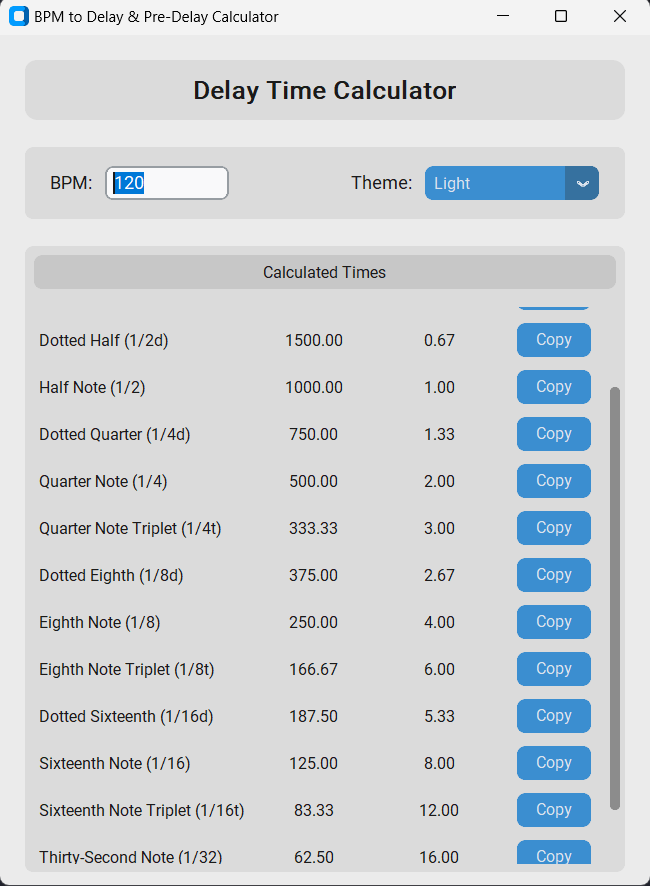 BPM to Delay & Pre-Delay Calculator
Delay Time Calculator
BPM: 120 Theme: Light
Calculated Times
Dotted Half (1/2d) 1500.00 0.67 Copy
Half Note (1/2) 1000.00 1.00 Copy
Dotted Quarter (1/4d) 750.00 1.33 Copy
Quarter Note (1/4) 500.00 2.00 Copy
Quarter Note Triplet (1/4t) 333.33 3.00 Copy
Dotted Eighth (1/8d) 375.00 2.67 Copy
Eighth Note (1/8) 250.00 4.00 Copy
Eighth Note Triplet (1/8t) 166.67 6.00 Copy
Dotted Sixteenth (1/16d) 187.50 5.33 Copy
Sixteenth Note (1/16) 125.00 8.00 Copy
Sixteenth Note Triplet (1/16t) 83.33 12.00 Copy
Thirty-Second Note (1/32) 62.50 16.00 Copy